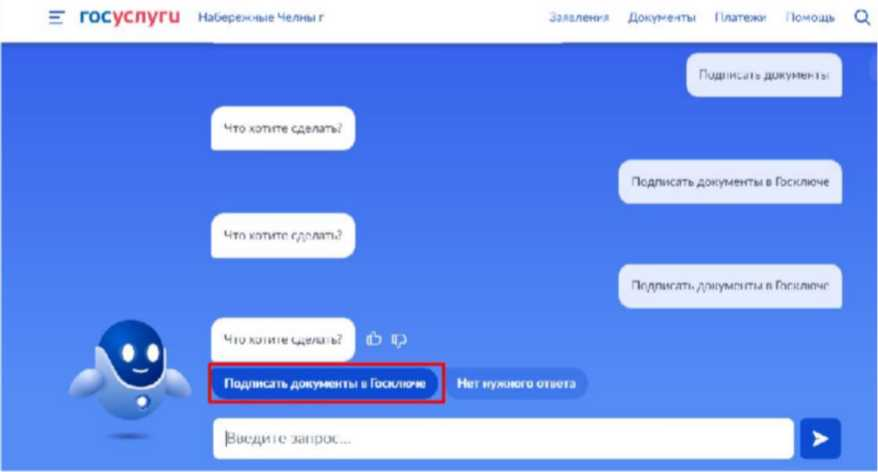 госуслуги Набережные Челны г Заявления Документы Платежи Помощь
Подписать документы
Что хотите сделать?
Подписать документы в Госключе
Что хотите сделать?
Подписать документы в Госключе
Что хотите сделать?
Подписать документы в Госключе Нет нужного ответа
Введите запрос...